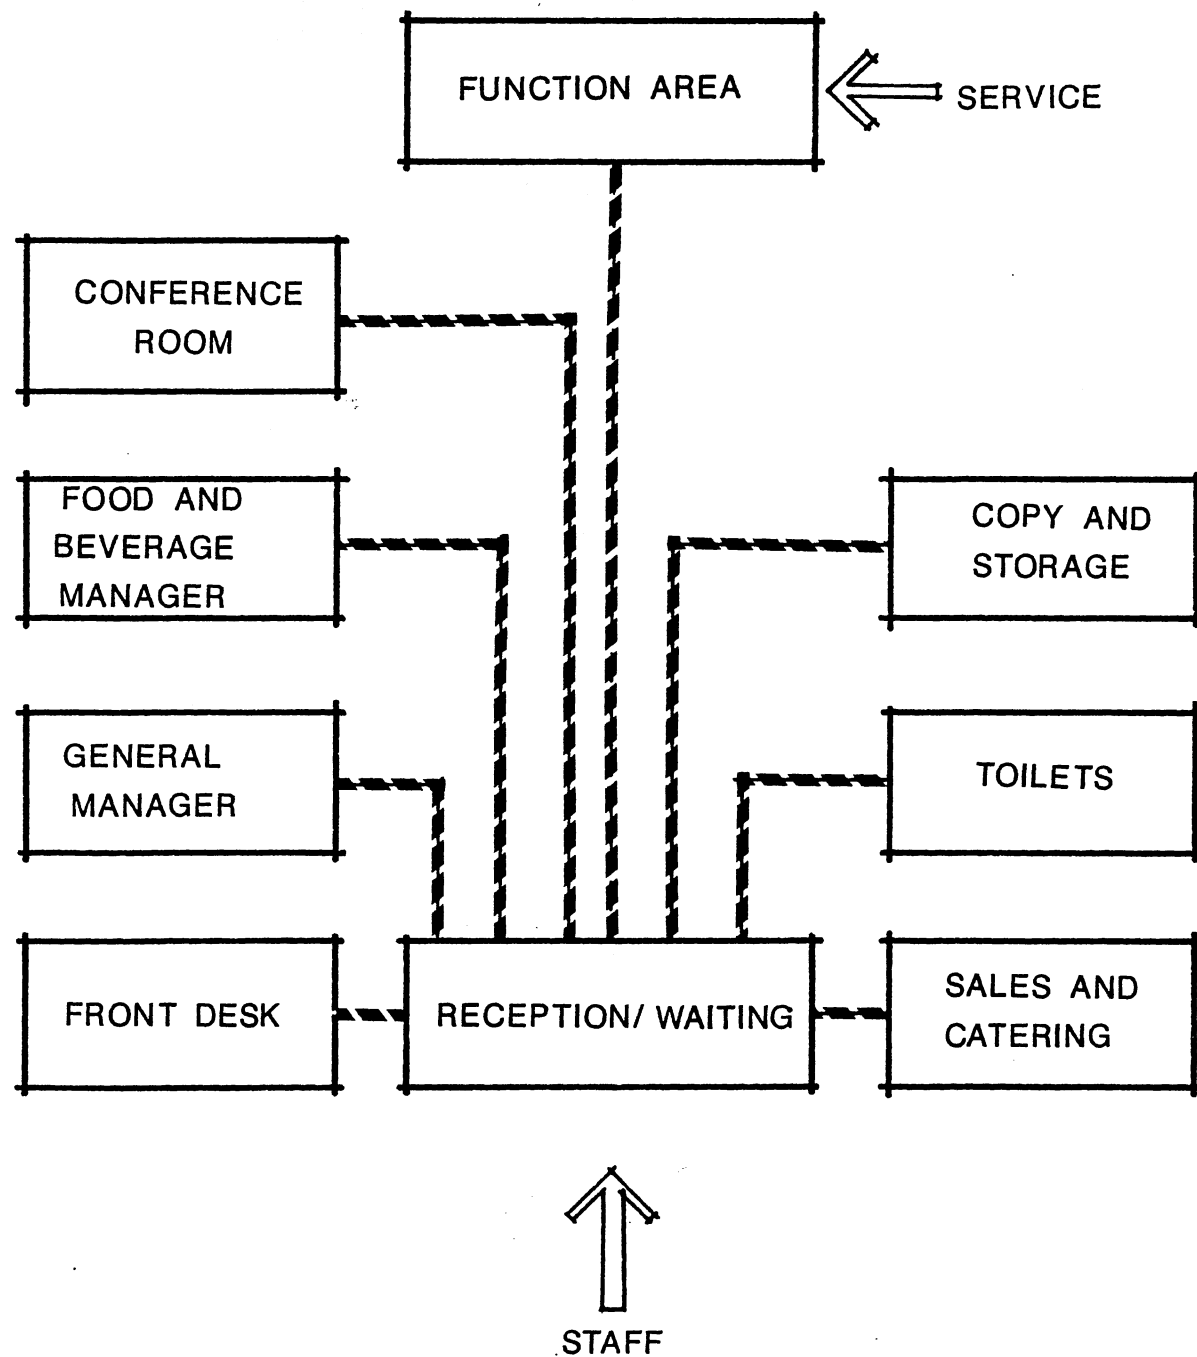 FUNCTION AREA
SERVICE
CONFERENCE
ROOM
FOOD AND
BEVERAGE
MANAGER
COPY AND
STORAGE
GENERAL
MANAGER
TOILETS
FRONT DESK
RECEPTION/ WAITING
SALES AND
CATERING
STAFF